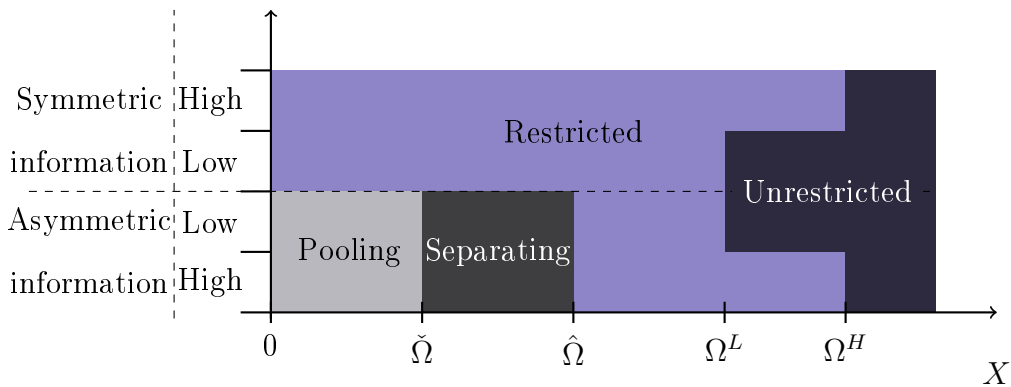 Symmetric High
Restricted
information Low
Unrestricted
Asymmetric Low
Pooling Separating
information High
0 Ω̌ Ω̂ Ω^L Ω^H
X